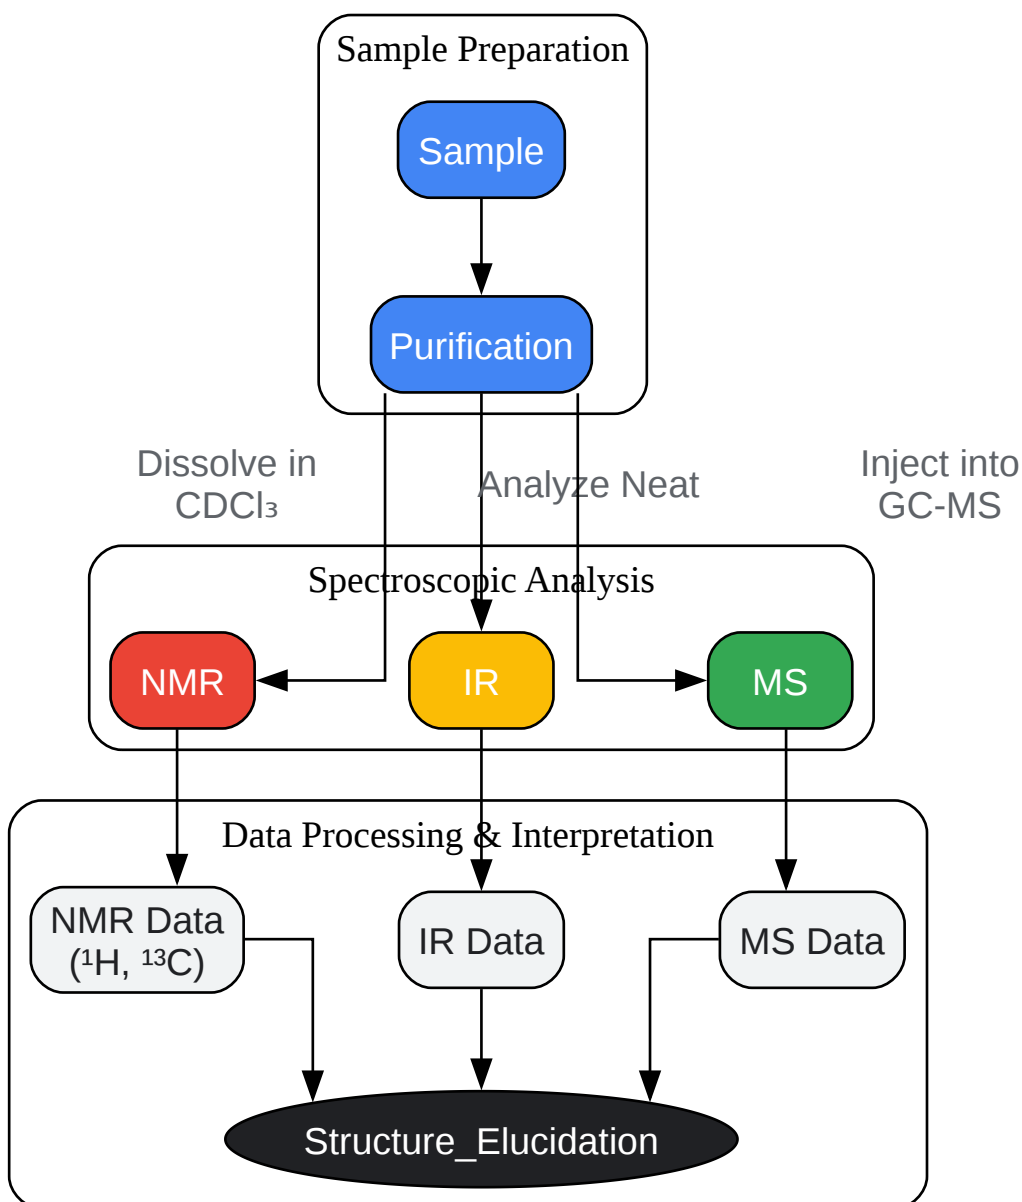 Sample Preparation
Sample
Purification
Dissolve in
CDCl₃
Analyze Neat
Inject into
GC-MS
Spectroscopic Analysis
NMR
IR
MS
Data Processing & Interpretation
NMR Data
(¹H, ¹³C)
IR Data
MS Data
Structure_Elucidation